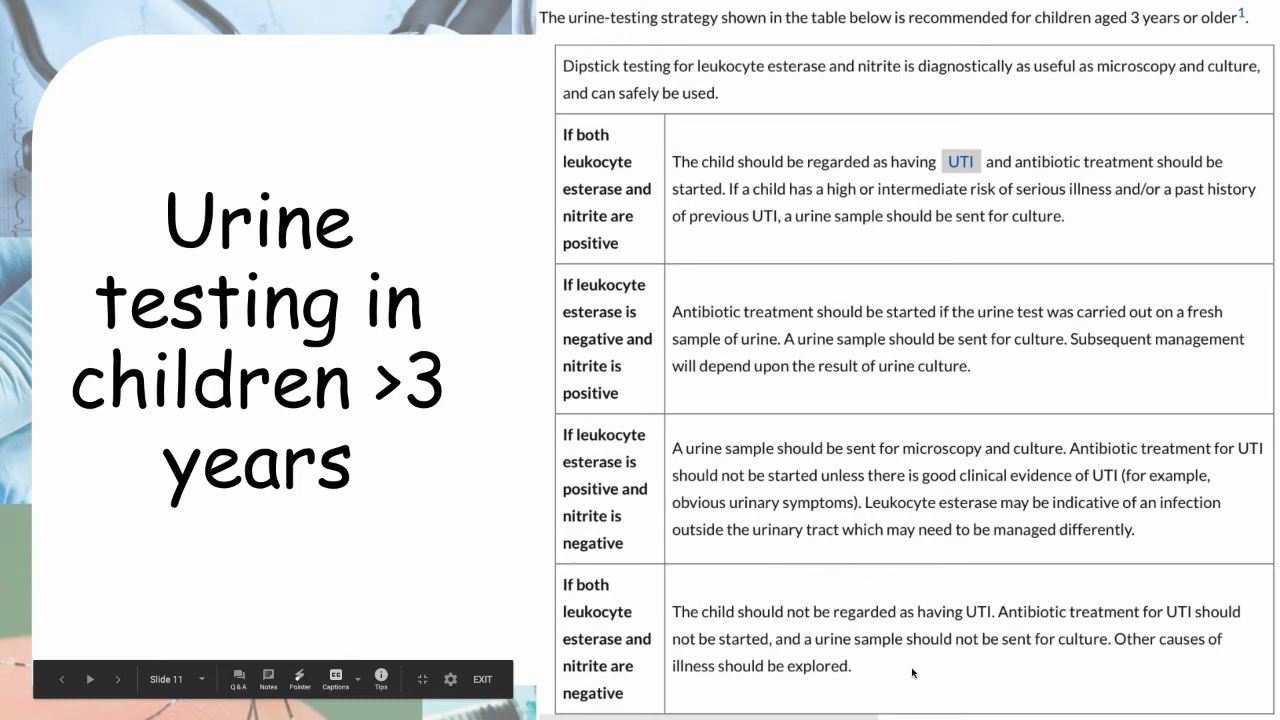 Urine
testing in
children >3
years
The urine-testing strategy shown in the table below is recommended for children aged 3 years or older1.
Dipstick testing for leukocyte esterase and nitrite is diagnostically as useful as microscopy and culture,
and can safely be used.
If both
leukocyte
esterase and
nitrite are
positive
The child should be regarded as having UTI and antibiotic treatment should be
started. If a child has a high or intermediate risk of serious illness and/or a past history
of previous UTI, a urine sample should be sent for culture.
If leukocyte
esterase is
negative and
nitrite is
positive
Antibiotic treatment should be started if the urine test was carried out on a fresh
sample of urine. A urine sample should be sent for culture. Subsequent management
will depend upon the result of urine culture.
If leukocyte
esterase is
positive and
nitrite is
negative
A urine sample should be sent for microscopy and culture. Antibiotic treatment for UTI
should not be started unless there is good clinical evidence of UTI (for example,
obvious urinary symptoms). Leukocyte esterase may be indicative of an infection
outside the urinary tract which may need to be managed differently.
If both
leukocyte
esterase and
nitrite are
negative
The child should not be regarded as having UTI. Antibiotic treatment for UTI should
not be started, and a urine sample should not be sent for culture. Other causes of
illness should be explored.
Slide 11
Q&A
Notes
Pointer
CC
Captions
Tips
EXIT